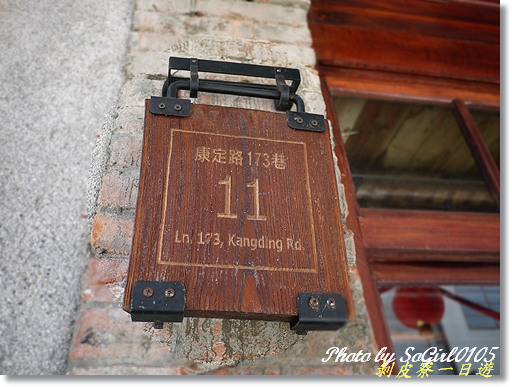 康定路173巷
11
Ln. 173, Kangding Rd.
Photo by SoGirl0105
剝皮寮一日遊